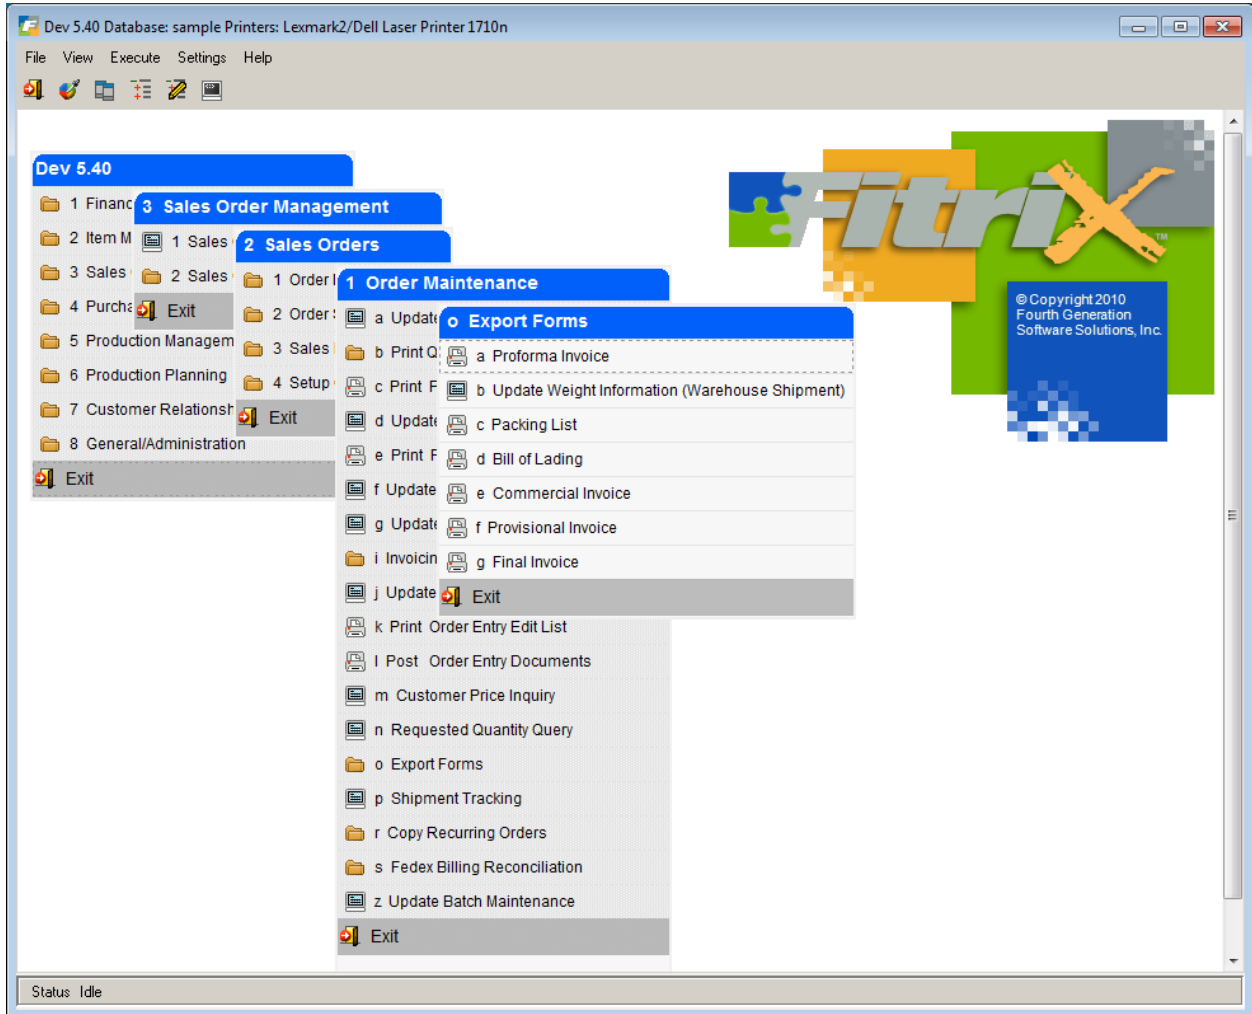 Dev 5.40 Database: sample Printers: Lexmark2/Dell Laser Printer 1710n
File View Execute Settings Help
Fitrix
TM
© Copyright 2010
Fourth Generation
Software Solutions, Inc.
Dev 5.40
1 Financ
2 Item M
3 Sales
4 Purcha
5 Production Managem
6 Production Planning
7 Customer Relationsh
8 General/Administration
Exit
3 Sales Order Management
1 Sales
2 Sales
Exit
2 Sales Orders
1 Order
2 Order
3 Sales
4 Setup
Exit
1 Order Maintenance
a Update
b Print Q
c Print
d Update
e Print
f Update
g Update
i Invoicin
j Update
k Print Order Entry Edit List
l Post Order Entry Documents
m Customer Price Inquiry
n Requested Quantity Query
o Export Forms
p Shipment Tracking
r Copy Recurring Orders
s Fedex Billing Reconciliation
z Update Batch Maintenance
Exit
o Export Forms
a Proforma Invoice
b Update Weight Information (Warehouse Shipment)
c Packing List
d Bill of Lading
e Commercial Invoice
f Provisional Invoice
g Final Invoice
Exit
Status Idle